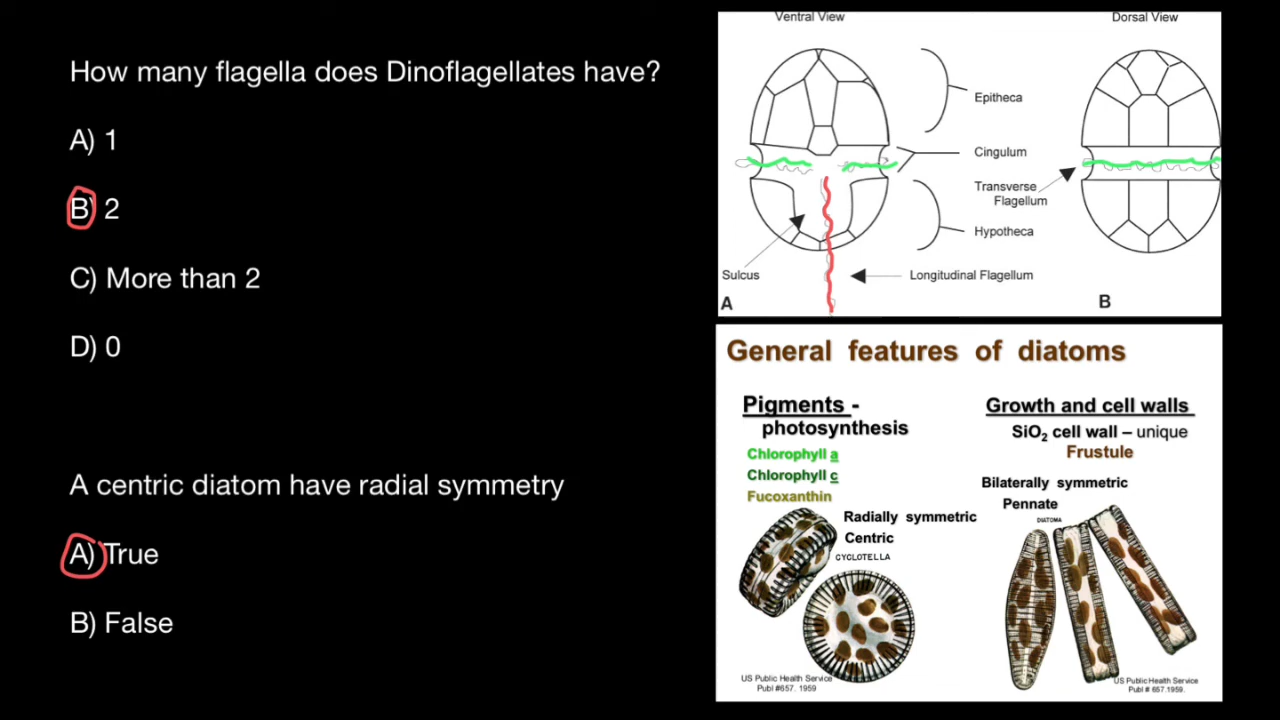 How many flagella does Dinoflagellates have?
A) 1
B) 2
C) More than 2
D) 0
A centric diatom have radial symmetry
A) True
B) False
Ventral View
Dorsal View
Epitheca
Cingulum
Transverse
Flagellum
Hypotheca
Sulcus
Longitudinal Flagellum
A
B
General features of diatoms
Pigments -
photosynthesis
Chlorophyll a
Chlorophyll c
Fucoxanthin
Radially symmetric
Centric
CYCLOTELLA
US Public Health Service
Publ #657. 1959
Growth and cell walls
SiO₂ cell wall – unique
Frustule
Bilaterally symmetric
Pennate
DIATOMA
US Public Health Service
Publ # 657.1959.